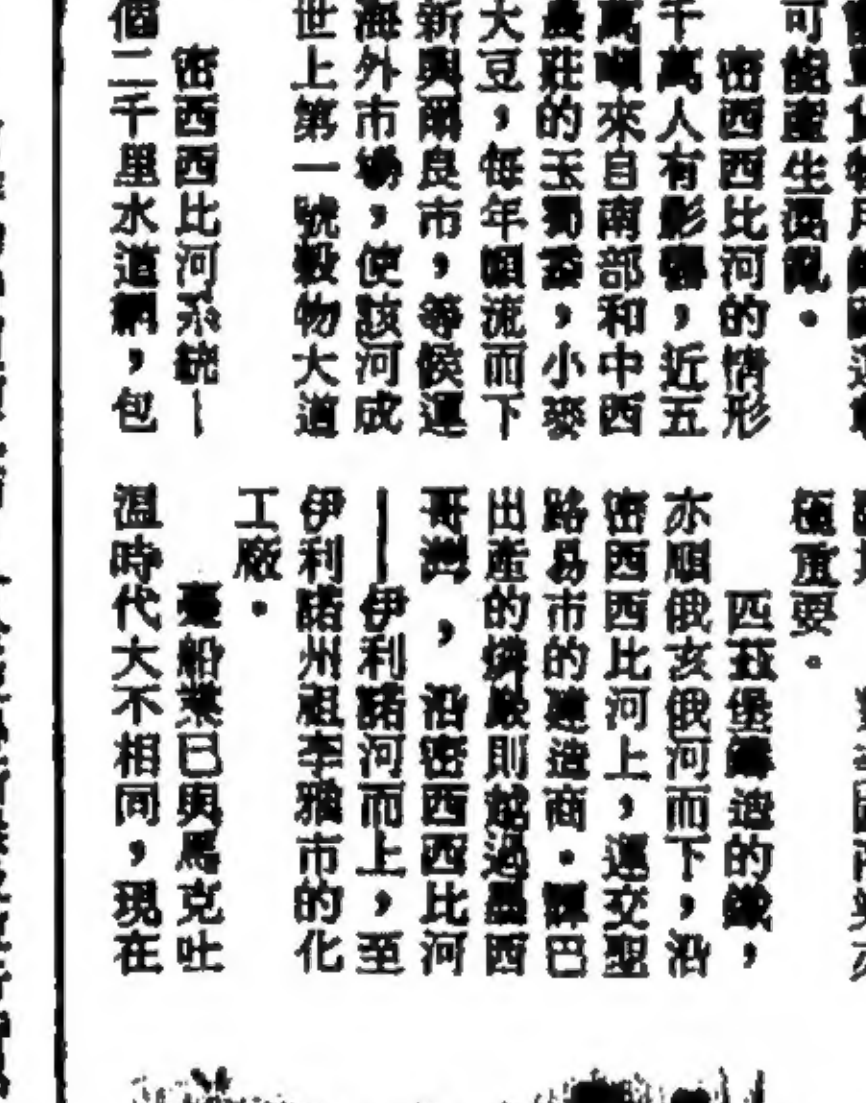 可能產生混亂。
密西西比河的情形
千萬人有影響，近五
萬噸來自南部和中西
農莊的玉蜀黍，小麥
大豆，每年順流而下
新奧爾良市，等候運
海外市場，使該河成
世上第一號穀物大道
密西西比河系統—
個二千里水道網，包
極重要。
匹茲堡鑄造的鐵，
亦順俄亥俄河而下，沿
密西西比河上，運交聖
路易市的建造商。譚巴
出產的燐酸則越過墨西
哥灣，沿密西西比河
——伊利諾河而上，至
伊利諾州祖李雅市的化
工廠。
臺船業已與馬克吐
溫時代大不相同，現在